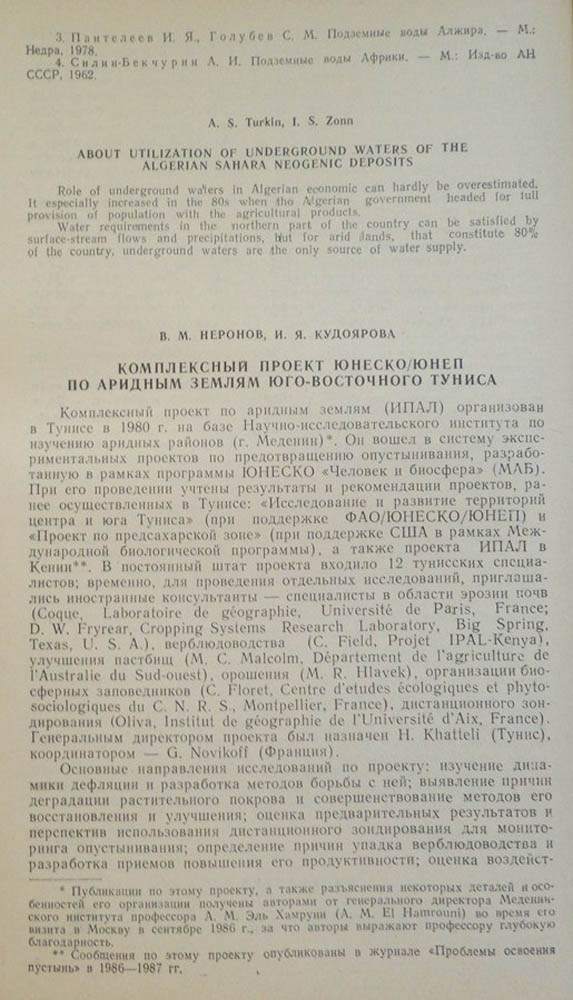 3. Пантелеев И. Я., Голубев С. М. Подземные воды Алжира. — М.:
Недра, 1978.
4. Силин-Бекчурин А. И. Подземные воды Африки. — М.: Изд-во АН
СССР, 1962.
A. S. Turkin, I. S. Zonn
ABOUT UTILIZATION OF UNDERGROUND WATERS OF THE
ALGERIAN SAHARA NEOGENIC DEPOSITS
Role of underground waters in Algerian economic can hardly be overestimated.
It especially increased in the 80s when tho Algerian government headed for full
provision of population with the agricultural products.
Water requirements in the northern part of the country can be satisfied by
surface-stream flows and precipitations, but for arid lands, that constitute 80%
of the country, underground waters are the only source of water supply.
В. М. НЕРОНОВ, И. Я. КУДОЯРОВА
КОМПЛЕКСНЫЙ ПРОЕКТ ЮНЕСКО/ЮНЕП
ПО АРИДНЫМ ЗЕМЛЯМ ЮГО-ВОСТОЧНОГО ТУНИСА
Комплексный проект по аридным землям (ИПАЛ) организован
в Тунисе в 1980 г. на базе Научно-исследовательского института по
изучению аридных районов (г. Меденин)*. Он вошел в систему экспе-
риментальных проектов по предотвращению опустынивания, разрабо-
танную в рамках программы ЮНЕСКО «Человек и биосфера» (МАБ).
При его проведении учтены результаты и рекомендации проектов, ра-
нее осуществленных в Тунисе: «Исследование и развитие территорий
центра и юга Туниса» (при поддержке ФАО/ЮНЕСКО/ЮНЕП) и
«Проект по предсахарской зоне» (при поддержке США в рамках Меж-
дународной биологической программы), а также проекта ИПАЛ в
Кении**. В постоянный штат проекта входило 12 тунисских специа-
листов; временно, для проведения отдельных исследований, приглаша-
лись иностранные консультанты — специалисты в области эрозии почв
(Coque, Laboratoire de géographie, Université de Paris, France;
D. W. Fryrear, Cropping Systems Research Laboratory, Big Spring,
Texas, U. S. A.), верблюдоводства (C. Field, Projet IPAL-Kenya),
улучшения пастбищ (M. C. Malcolm, Département de l'agriculture de
l'Australie du Sud-ouest), орошения (M. R. Hlavek), организации био-
сферных заповедников (C. Floret, Centre d'etudes écologiques et phyto-
sociologiques du C. N. R. S., Montpellier, France), дистанционного зон-
дирования (Oliva, Institut de géographie de l'Université d'Aix, France).
Генеральным директором проекта был назначен H. Khatteli (Тунис),
координатором — G. Novikoff (Франция).
Основные направления исследований по проекту: изучение дина-
мики дефляции и разработка методов борьбы с ней; выявление причин
деградации растительного покрова и совершенствование методов его
восстановления и улучшения; оценка предварительных результатов и
перспектив использования дистанционного зондирования для монито-
ринга опустынивания; определение причин упадка верблюдоводства и
разработка приемов повышения его продуктивности; оценка воздейст-
* Публикации по этому проекту, а также разъяснения некоторых деталей и осо-
бенностей его организации получены авторами от генерального директора Меденин-
ского института профессора А. М. Эль Хамруни (A. M. El Hamrouni) во время его
визита в Москву в сентябре 1986 г., за что авторы выражают профессору глубокую
благодарность.
** Сообщения по этому проекту опубликованы в журнале «Проблемы освоения
пустынь» в 1986—1987 гг.